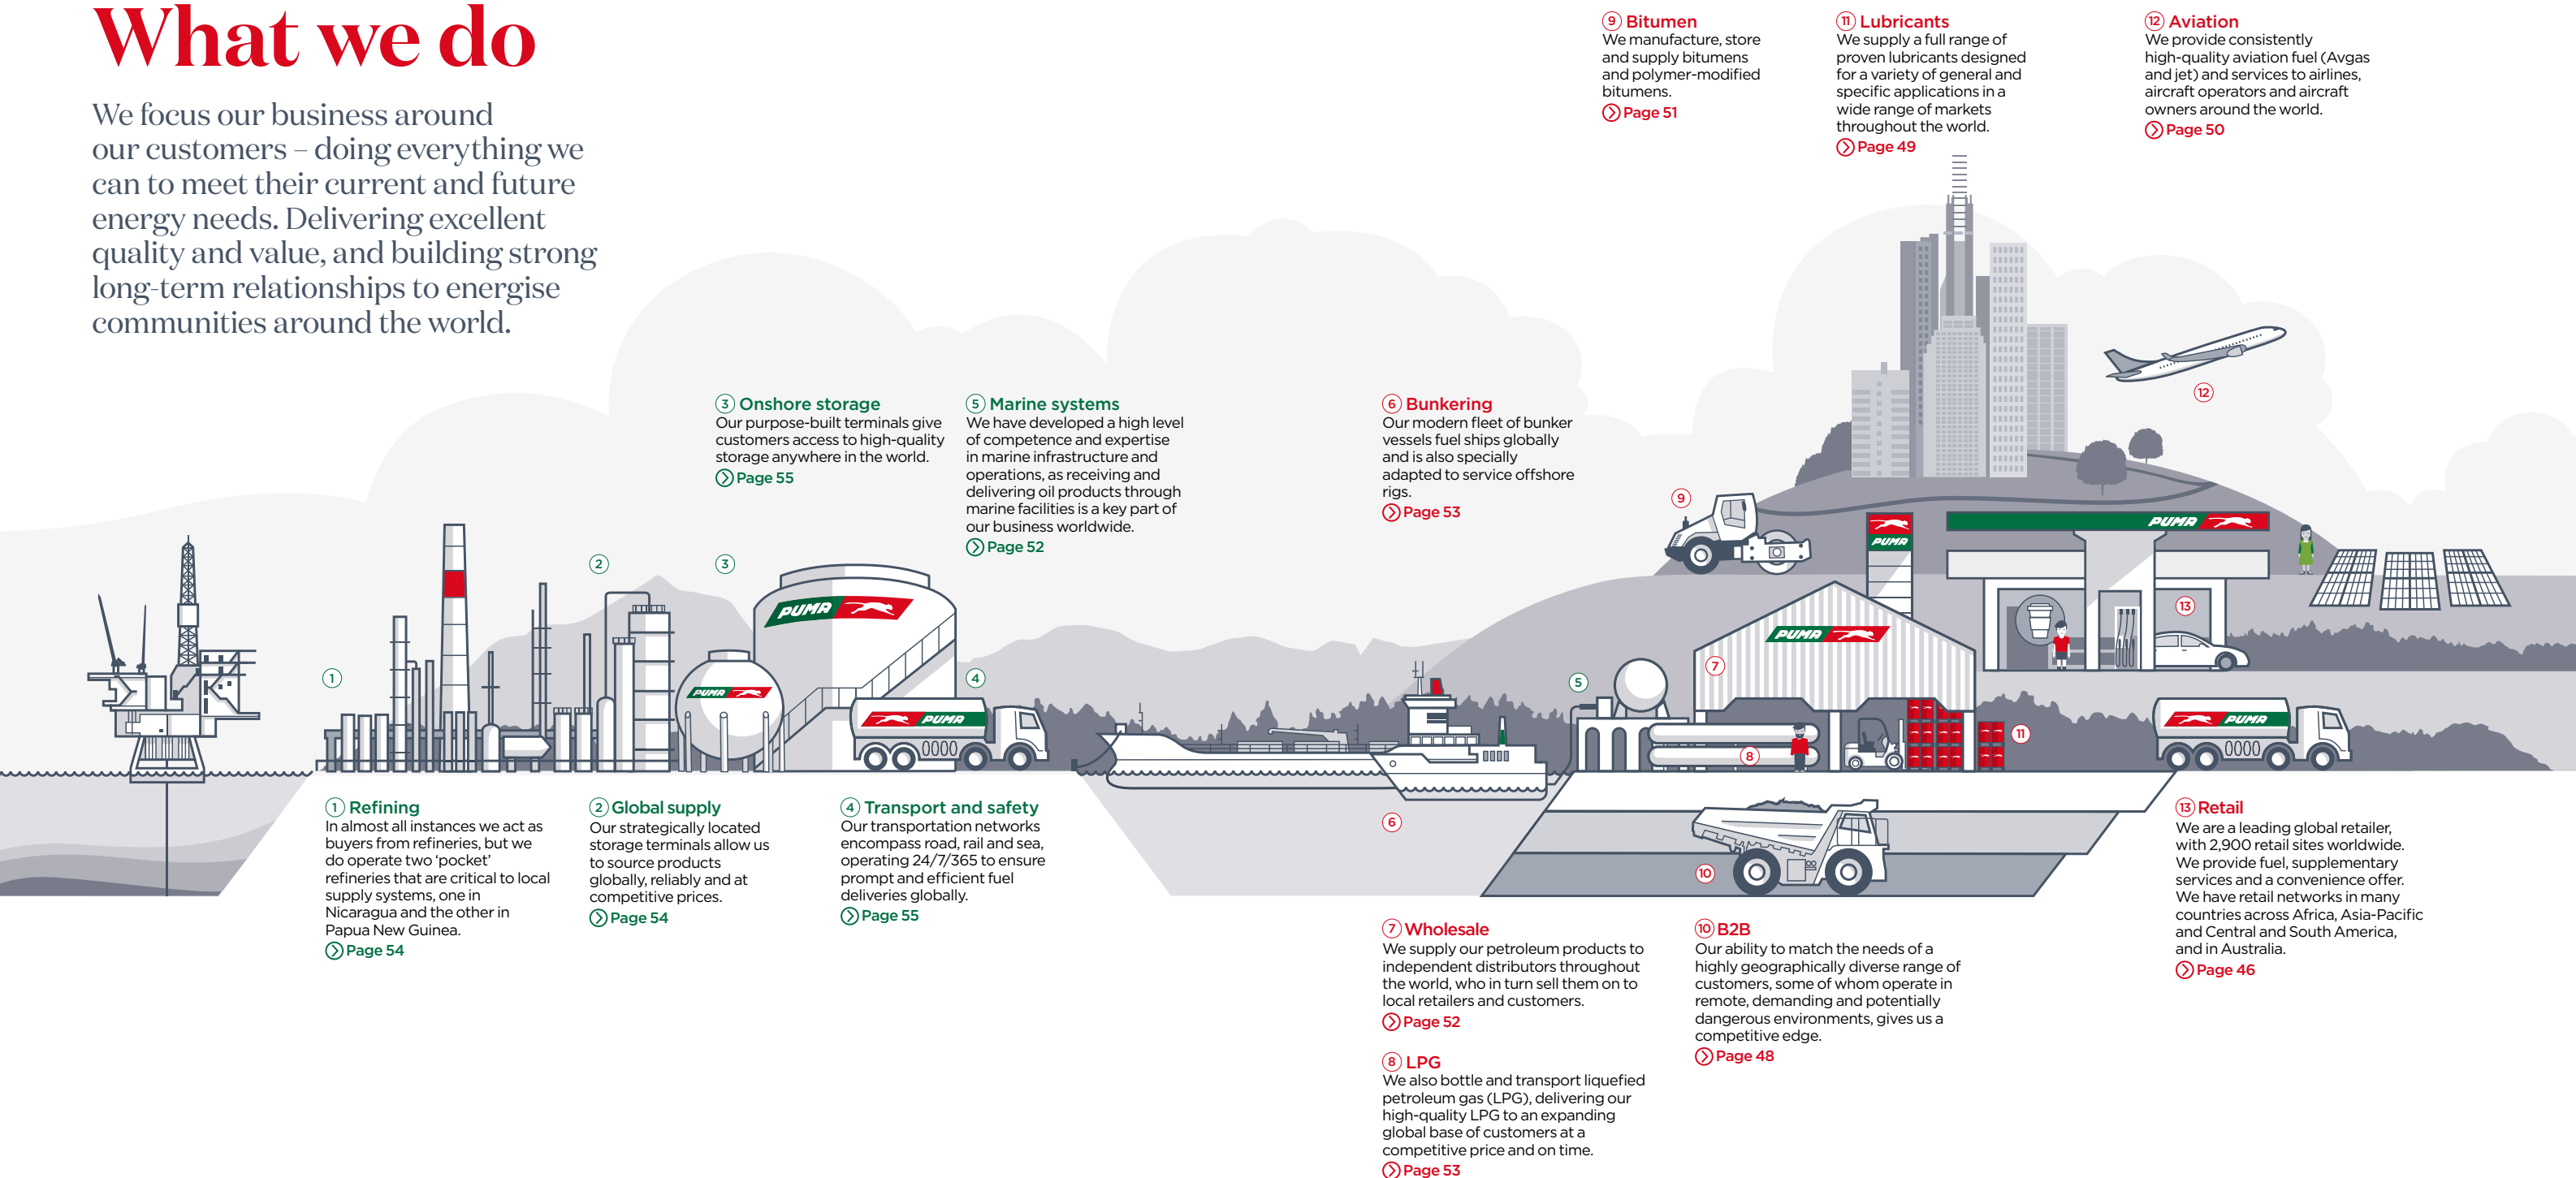 What we do
We focus our business around
our customers – doing everything we
can to meet their current and future
energy needs. Delivering excellent
quality and value, and building strong
long-term relationships to energise
communities around the world.
9 Bitumen
We manufacture, store
and supply bitumens
and polymer-modified
bitumens.
Page 51
11 Lubricants
We supply a full range of
proven lubricants designed
for a variety of general and
specific applications in a
wide range of markets
throughout the world.
Page 49
12 Aviation
We provide consistently
high-quality aviation fuel (Avgas
and jet) and services to airlines,
aircraft operators and aircraft
owners around the world.
Page 50
3 Onshore storage
Our purpose-built terminals give
customers access to high-quality
storage anywhere in the world.
Page 55
5 Marine systems
We have developed a high level
of competence and expertise
in marine infrastructure and
operations, as receiving and
delivering oil products through
marine facilities is a key part of
our business worldwide.
Page 52
6 Bunkering
Our modern fleet of bunker
vessels fuel ships globally
and is also specially
adapted to service offshore
rigs.
Page 53
12
9
PUMA
PUMA
2
3
PUMA
13
PUMA
7
1
4
5
PUMA
PUMA
PUMA
11
8
6
10
1 Refining
In almost all instances we act as
buyers from refineries, but we
do operate two ‘pocket’
refineries that are critical to local
supply systems, one in
Nicaragua and the other in
Papua New Guinea.
Page 54
2 Global supply
Our strategically located
storage terminals allow us
to source products
globally, reliably and at
competitive prices.
Page 54
4 Transport and safety
Our transportation networks
encompass road, rail and sea,
operating 24/7/365 to ensure
prompt and efficient fuel
deliveries globally.
Page 55
13 Retail
We are a leading global retailer,
with 2,900 retail sites worldwide.
We provide fuel, supplementary
services and a convenience offer.
We have retail networks in many
countries across Africa, Asia-Pacific
and Central and South America,
and in Australia.
Page 46
7 Wholesale
We supply our petroleum products to
independent distributors throughout
the world, who in turn sell them on to
local retailers and customers.
Page 52
10 B2B
Our ability to match the needs of a
highly geographically diverse range of
customers, some of whom operate in
remote, demanding and potentially
dangerous environments, gives us a
competitive edge.
Page 48
8 LPG
We also bottle and transport liquefied
petroleum gas (LPG), delivering our
high-quality LPG to an expanding
global base of customers at a
competitive price and on time.
Page 53